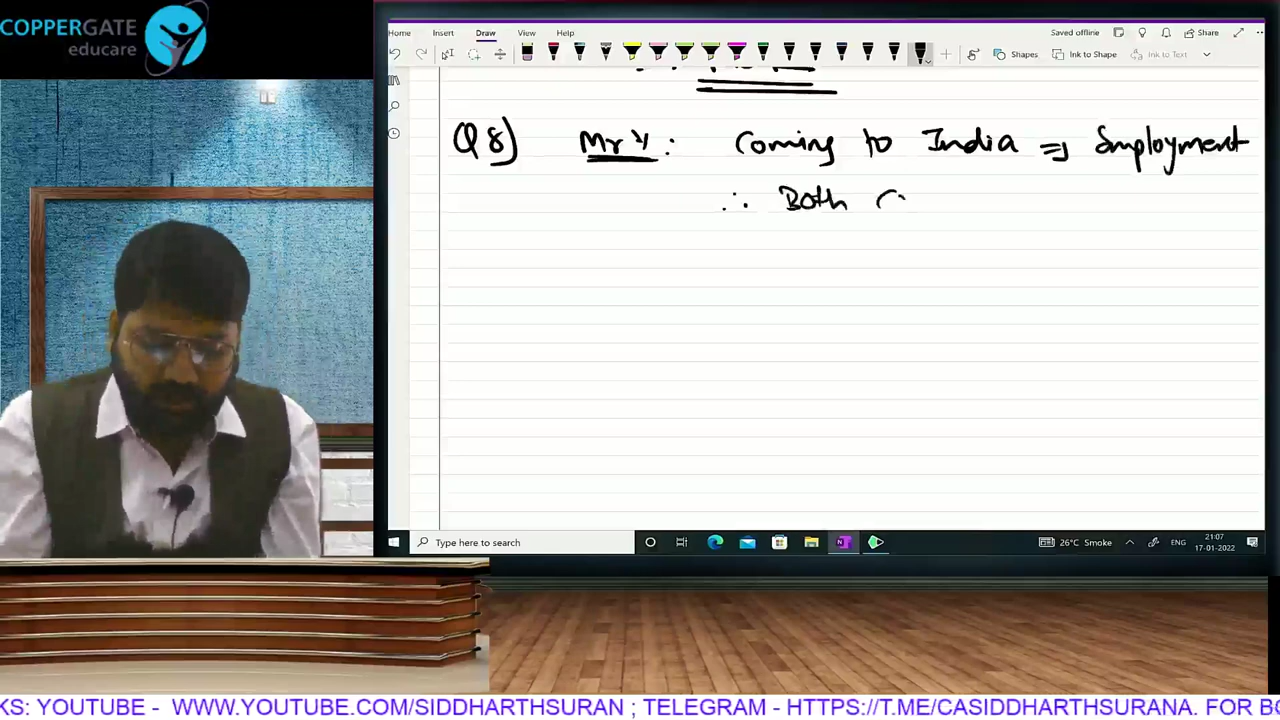 COPPERGATE
educare
Home Insert Draw View Help
Saved offline
Share
Shapes
Ink to Shape
Ink to Text
Q8) Mr Y: Coming to India ⇒ Employment
∴ Both
Type here to search
26°C Smoke
ENG
21:07
17-01-2022
KS: YOUTUBE - WWW.YOUTUBE.COM/SIDDHARTHSURAN ; TELEGRAM - HTTPS://T.ME/CASIDDHARTHSURANA. FOR BO